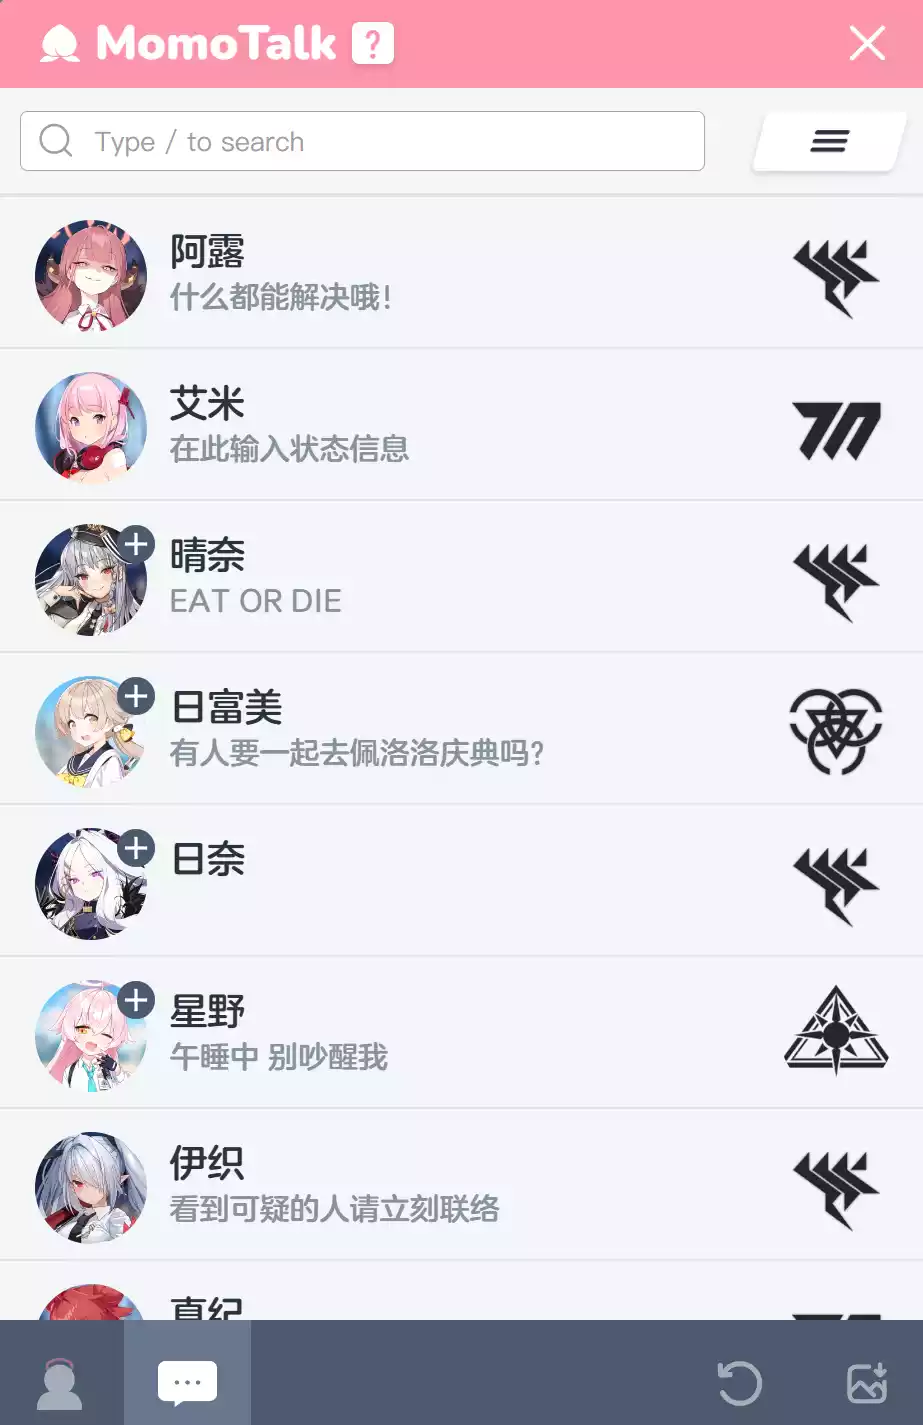 MomoTalk ?
Type / to search
阿露
什么都能解决哦!
艾米
在此输入状态信息
晴奈
EAT OR DIE
日富美
有人要一起去佩洛洛庆典吗?
日奈
星野
午睡中 别吵醒我
伊织
看到可疑的人请立刻联络
真纪